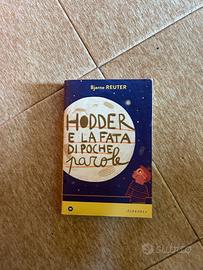 Bjarne REUTER
HODDER
E LA FATA
DI POCHE
parole
subito